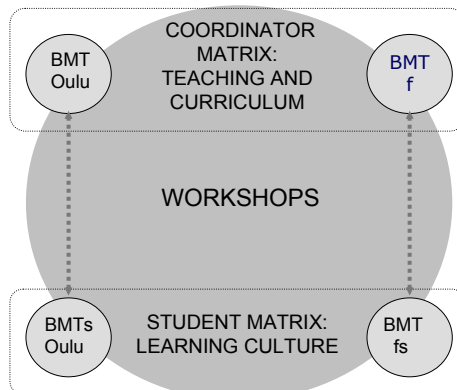 COORDINATOR
MATRIX:
TEACHING AND
CURRICULUM
BMT
Oulu
BMT
f
WORKSHOPS
BMTs
Oulu
STUDENT MATRIX:
LEARNING CULTURE
BMT
fs